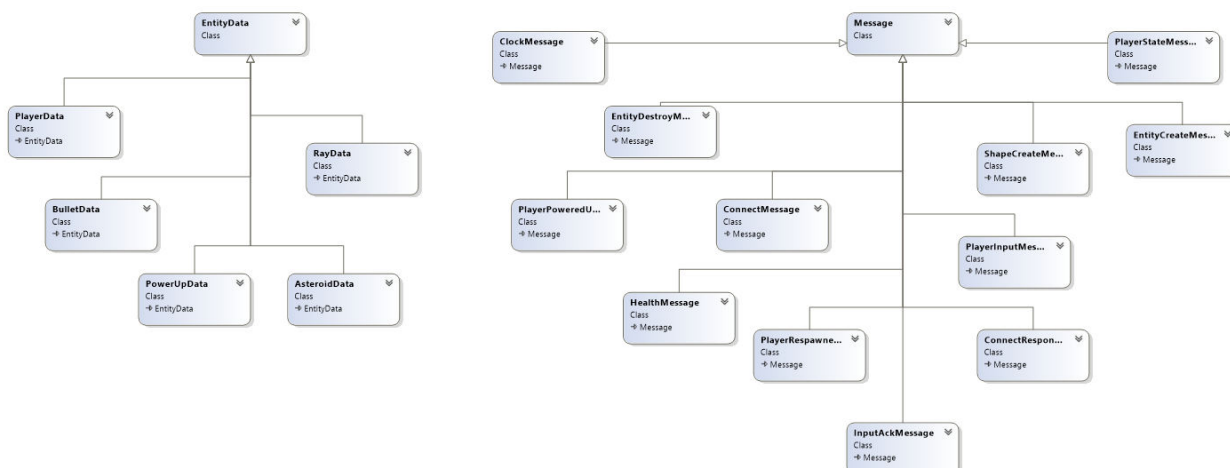 EntityData
Class
PlayerData
Class
EntityData
RayData
Class
EntityData
BulletData
Class
EntityData
PowerUpData
Class
EntityData
AsteroidData
Class
EntityData
Message
Class
ClockMessage
Class
Message
PlayerStateMess...
Class
Message
EntityDestroyM...
Class
Message
ShapeCreateMe...
Class
Message
EntityCreateMes...
Class
Message
PlayerPoweredU...
Class
Message
ConnectMessage
Class
Message
PlayerInputMes...
Class
Message
HealthMessage
Class
Message
PlayerRespawne...
Class
Message
ConnectRespon...
Class
Message
InputAckMessage
Class
Message